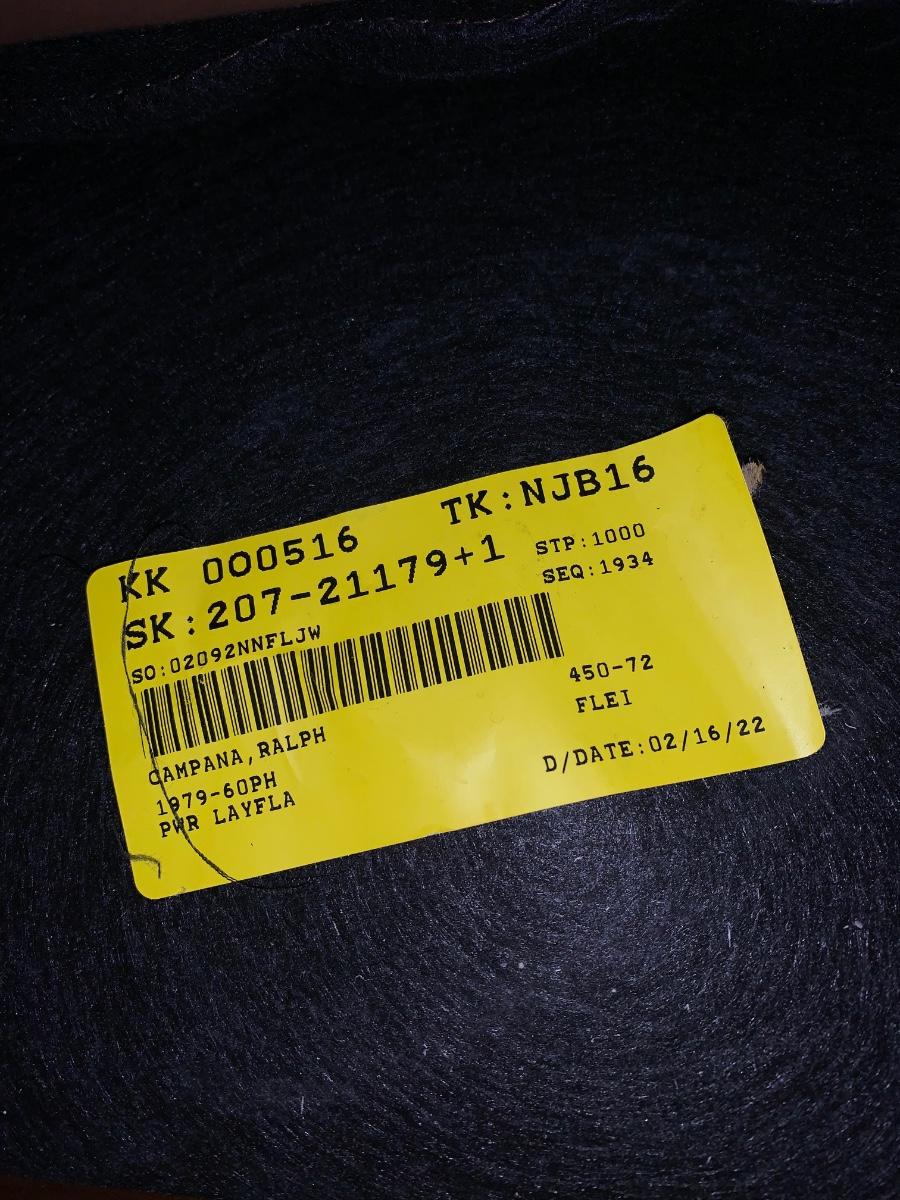 KK 000516 TK:NJB16
SK:207-21179+1 STP:1000
SEQ:1934
SO:02092NNFLJW
450-72
FLEI
CAMPANA,RALPH
D/DATE:02/16/22
1979-60PH
PWR LAYFLA